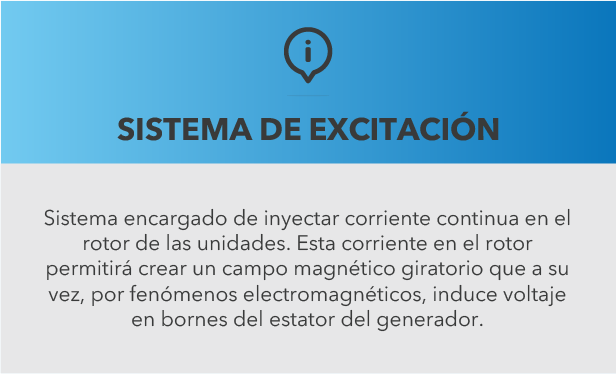 SISTEMA DE EXCITACIÓN
Sistema encargado de inyectar corriente continua en el
rotor de las unidades. Esta corriente en el rotor
permitirá crear un campo magnético giratorio que a su
vez, por fenómenos electromagnéticos, induce voltaje
en bornes del estator del generador.